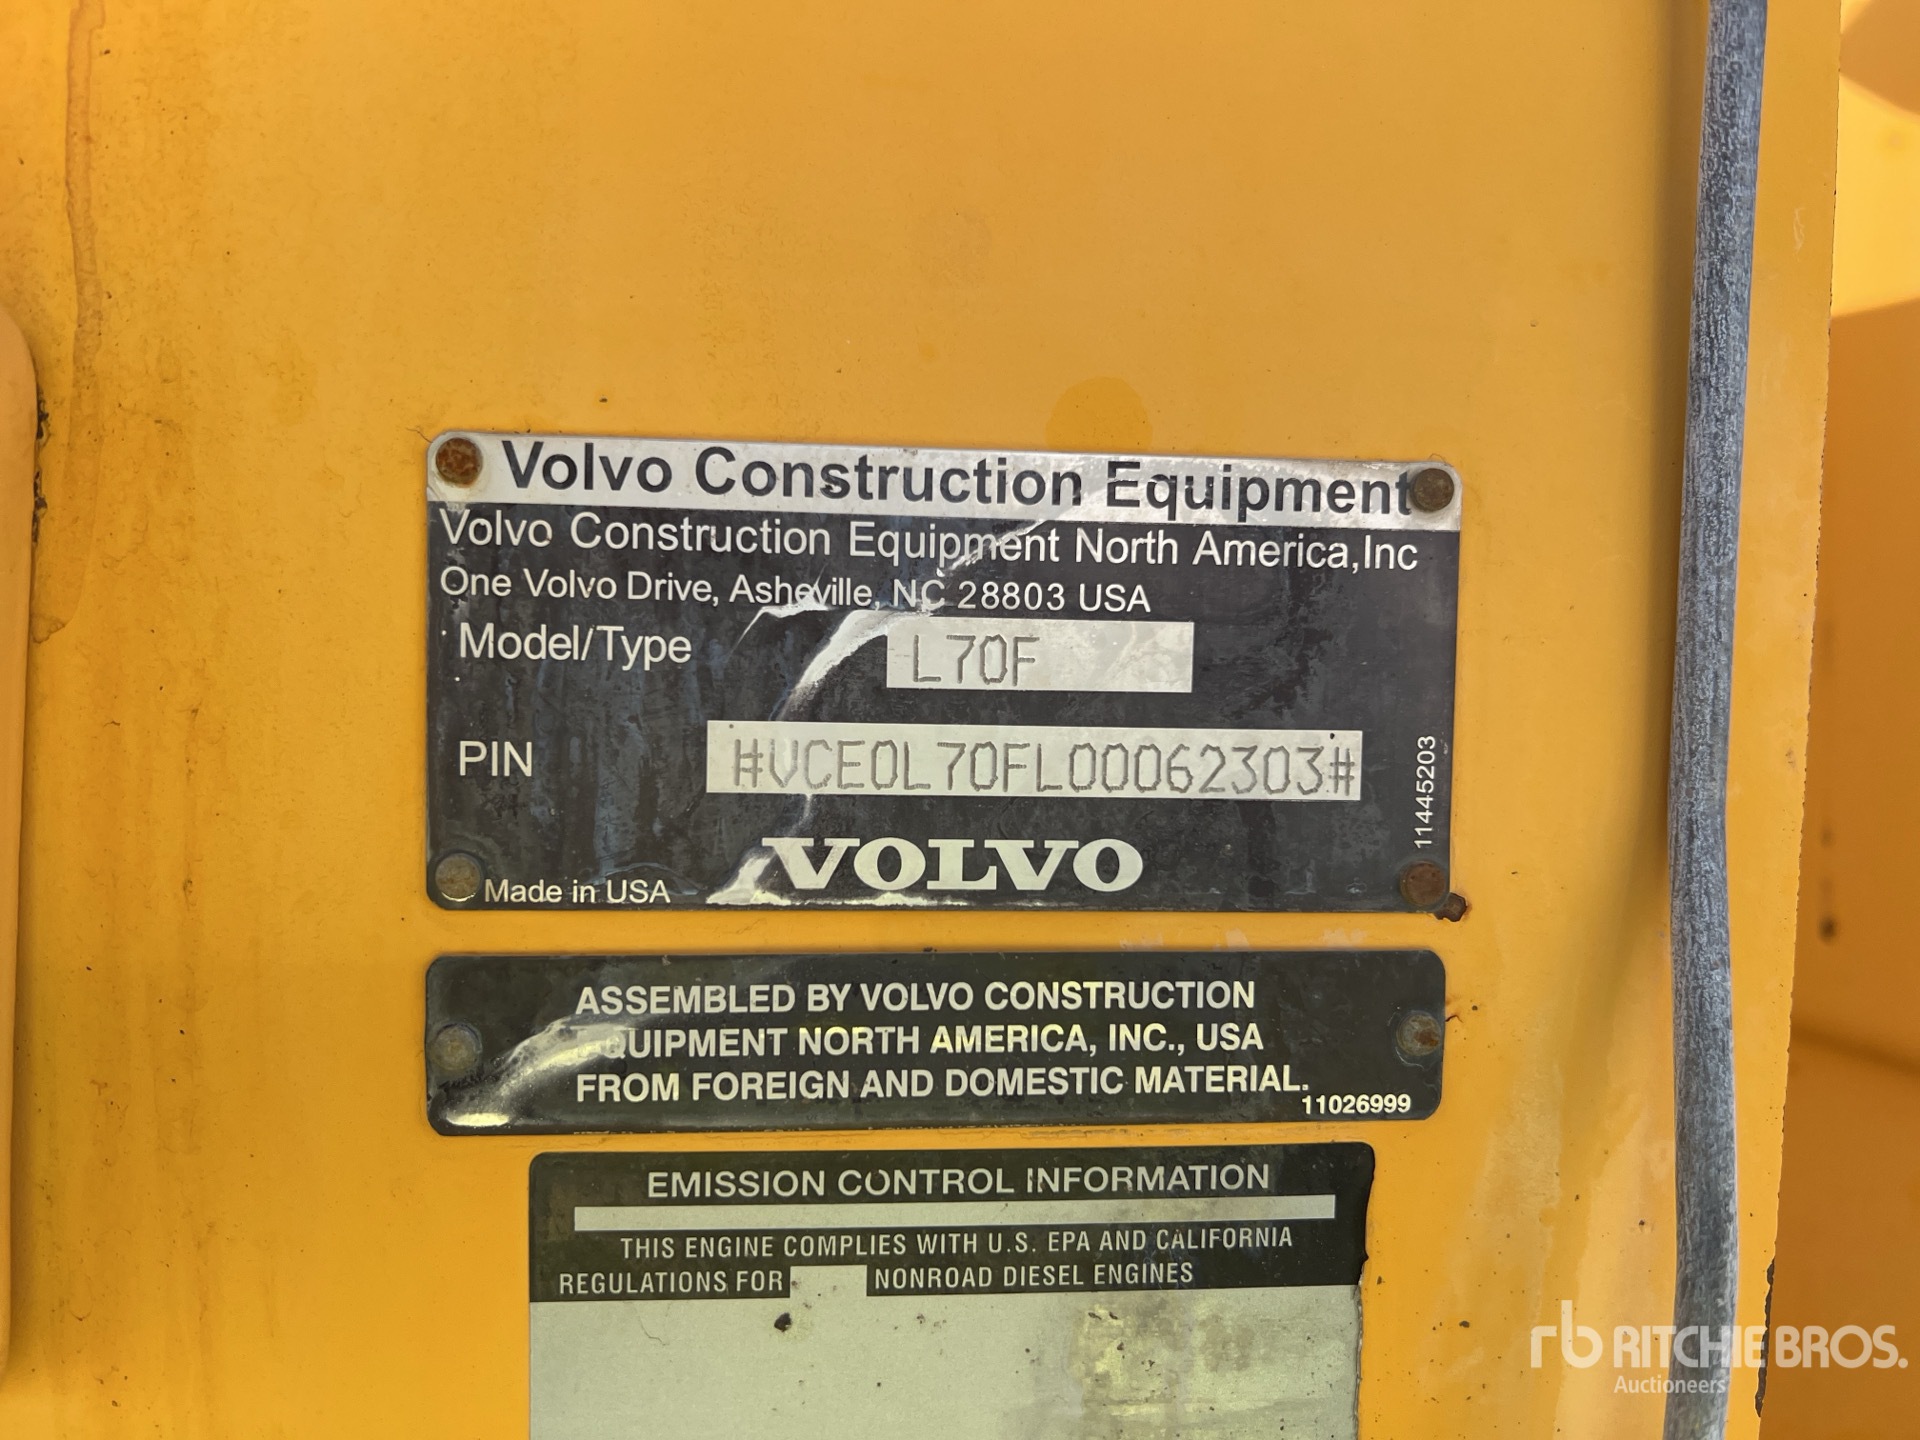 Volvo Construction Equipment
Volvo Construction Equipment North America,Inc
One Volvo Drive, Asheville, NC 28803 USA
Model/Type L70F
PIN #VCE0L70FL00062303#
11445203
VOLVO
Made in USA
ASSEMBLED BY VOLVO CONSTRUCTION
EQUIPMENT NORTH AMERICA, INC., USA
FROM FOREIGN AND DOMESTIC MATERIAL.
11026999
EMISSION CONTROL INFORMATION
THIS ENGINE COMPLIES WITH U.S. EPA AND CALIFORNIA
REGULATIONS FOR NONROAD DIESEL ENGINES
rb RITCHIE BROS.
Auctioneers